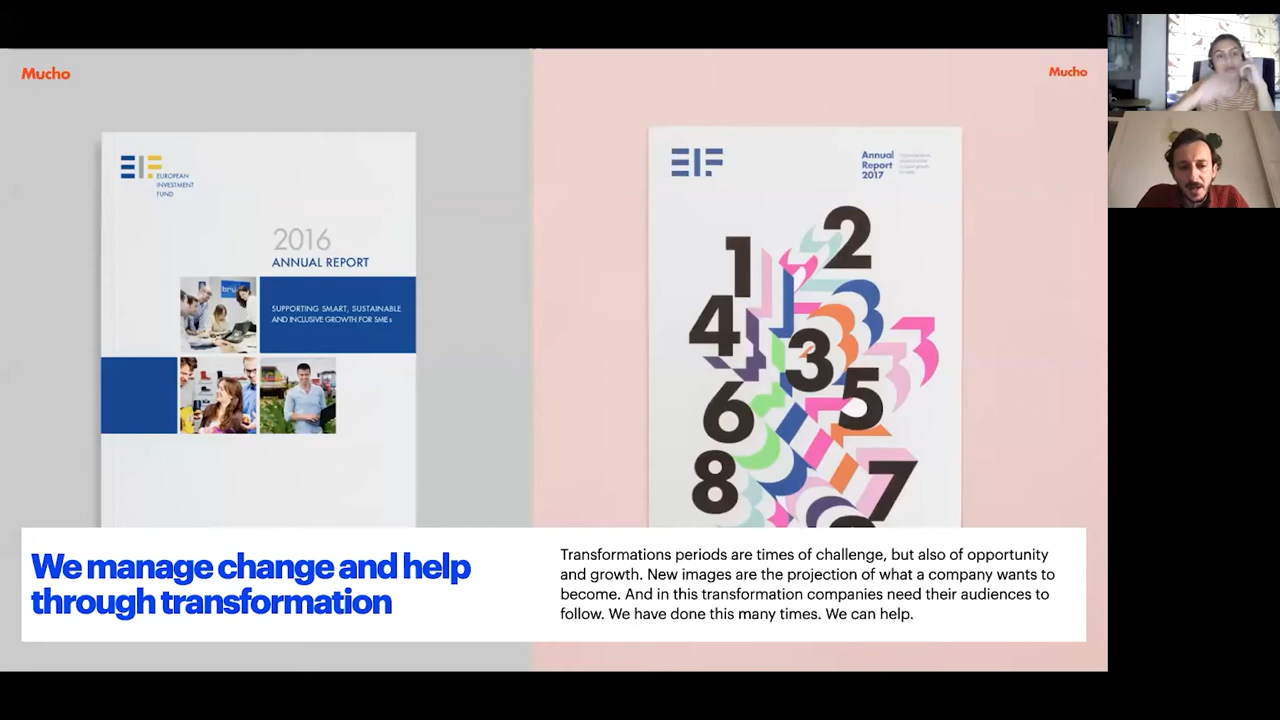 Mucho
Mucho
EIF
EUROPEAN
INVESTMENT
FUND
2016
ANNUAL REPORT
SUPPORTING SMART, SUSTAINABLE
AND INCLUSIVE GROWTH FOR SMEs
EIF
Annual
Report
2017
1
2
4
3
5
6
8
7
We manage change and help
through transformation
Transformations periods are times of challenge, but also of opportunity
and growth. New images are the projection of what a company wants to
become. And in this transformation companies need their audiences to
follow. We have done this many times. We can help.